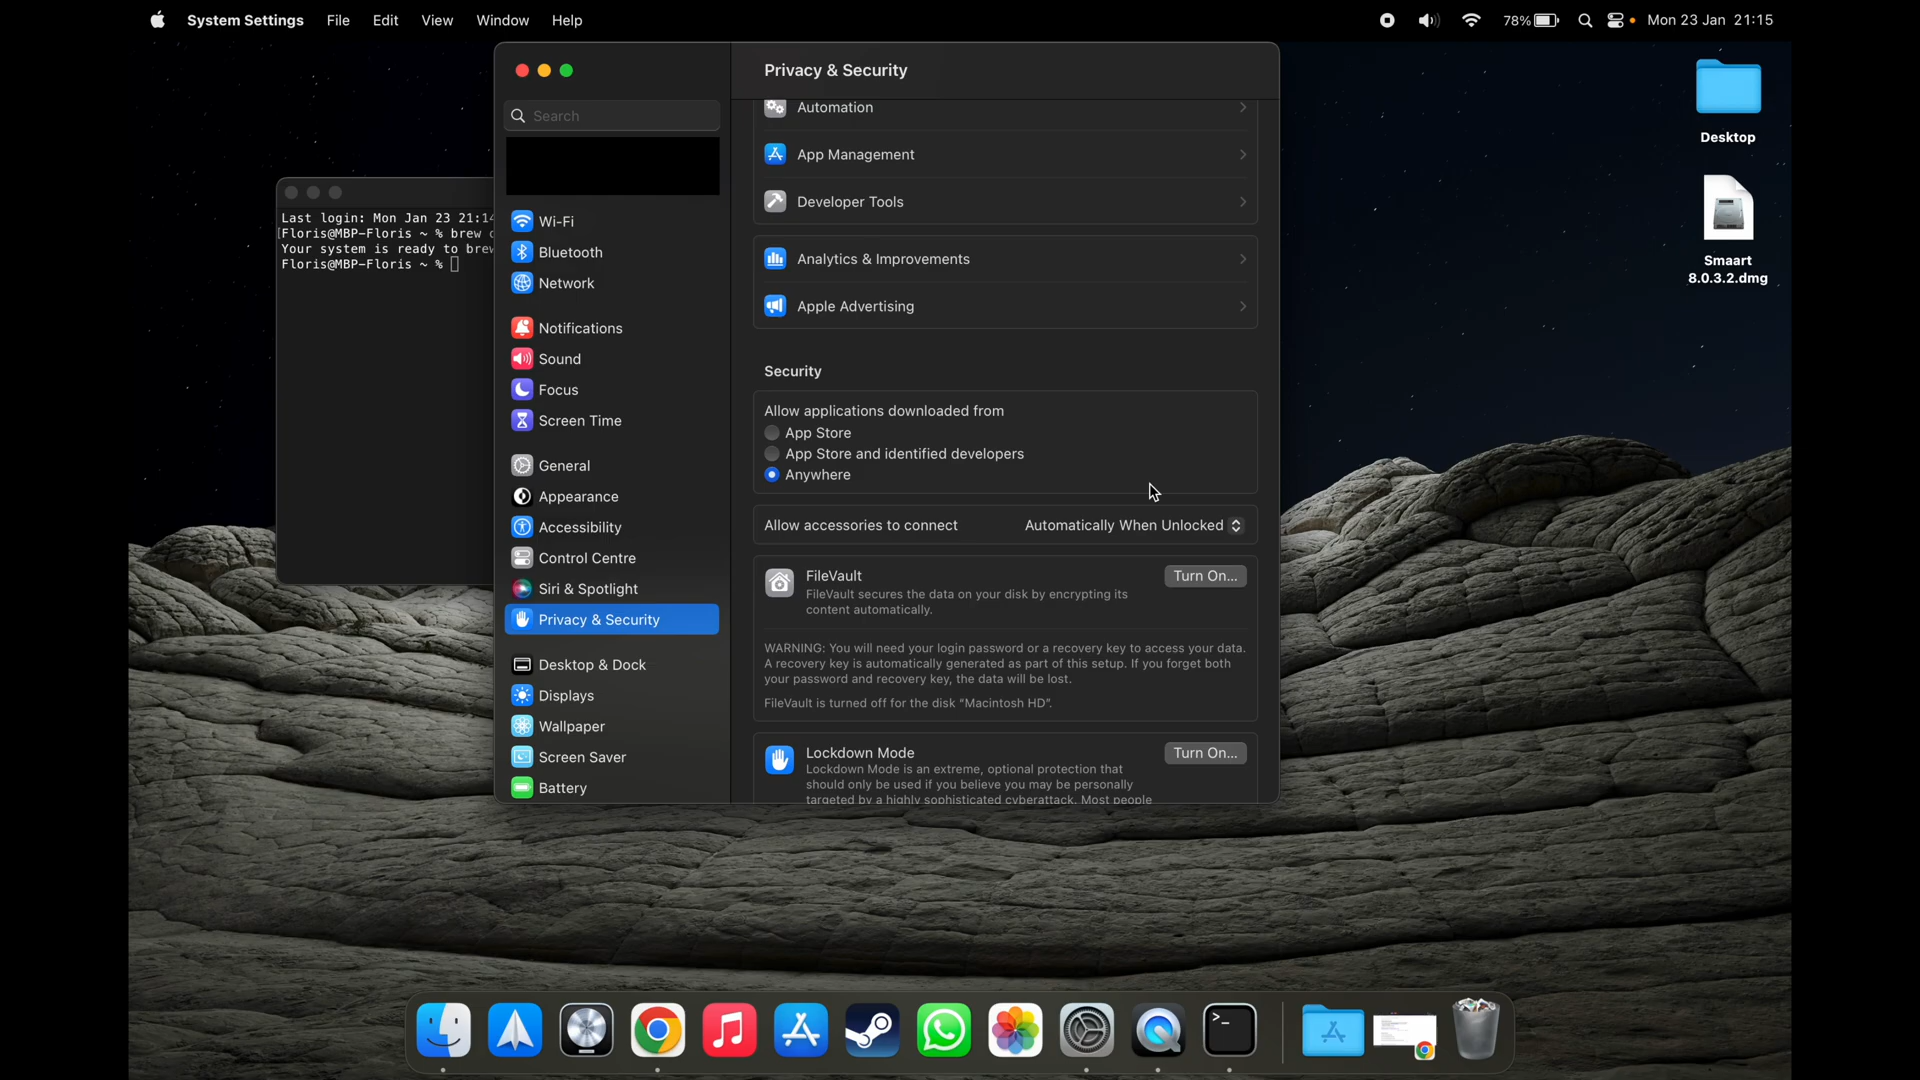 System Settings File Edit View Window Help
78% Mon 23 Jan 21:15
Desktop
Smaart
8.0.3.2.dmg
Last login: Mon Jan 23 21:14
[Floris@MBP-Floris ~ % brew
Your system is ready to brew
Floris@MBP-Floris ~ %
Search
Wi-Fi
Bluetooth
Network
Notifications
Sound
Focus
Screen Time
General
Appearance
Accessibility
Control Centre
Siri & Spotlight
Privacy & Security
Desktop & Dock
Displays
Wallpaper
Screen Saver
Battery
Privacy & Security
Automation
App Management
Developer Tools
Analytics & Improvements
Apple Advertising
Security
Allow applications downloaded from
App Store
App Store and identified developers
Anywhere
Allow accessories to connect Automatically When Unlocked
FileVault Turn On...
FileVault secures the data on your disk by encrypting its
content automatically.
WARNING: You will need your login password or a recovery key to access your data.
A recovery key is automatically generated as part of this setup. If you forget both
your password and recovery key, the data will be lost.
FileVault is turned off for the disk "Macintosh HD".
Lockdown Mode Turn On...
Lockdown Mode is an extreme, optional protection that
should only be used if you believe you may be personally
targeted by a highly sophisticated cyberattack. Most people